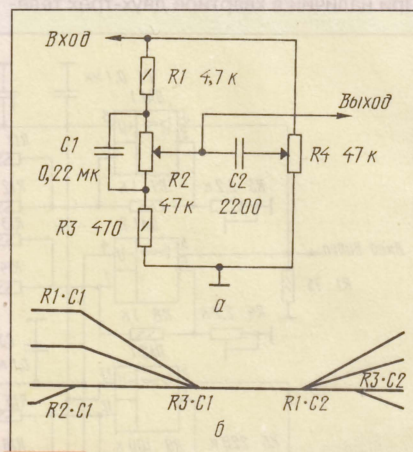 Вход
R1 4,7 к
Выход
C1
0,22 мк
R2
47 к
C2
2200
R4 47 к
R3 470
а
R1·C1
R2·C1
R3·C1
R1·C2
R3·C2
б